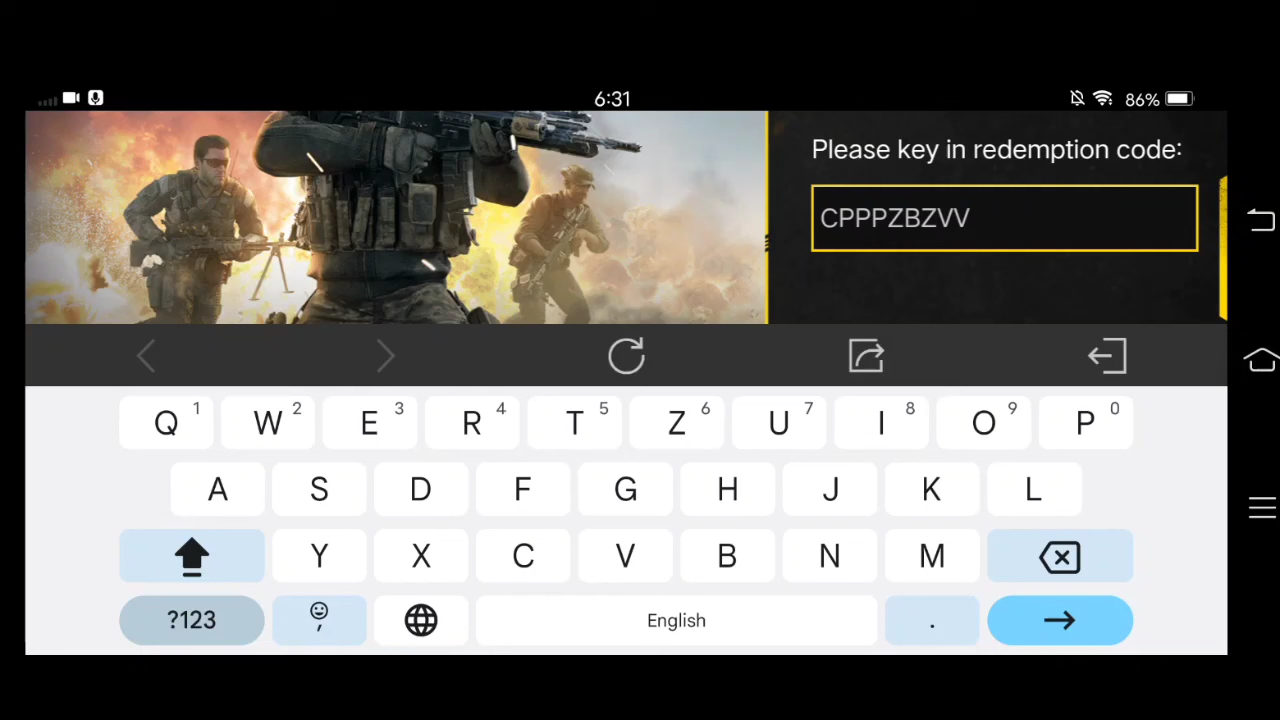 6:31
86%
Please key in redemption code:
CPPPZBZVV
Q 1 W 2 E 3 R 4 T 5 Z 6 U 7 I 8 O 9 P 0
A S D F G H J K L
Y X C V B N M
?123 , English .